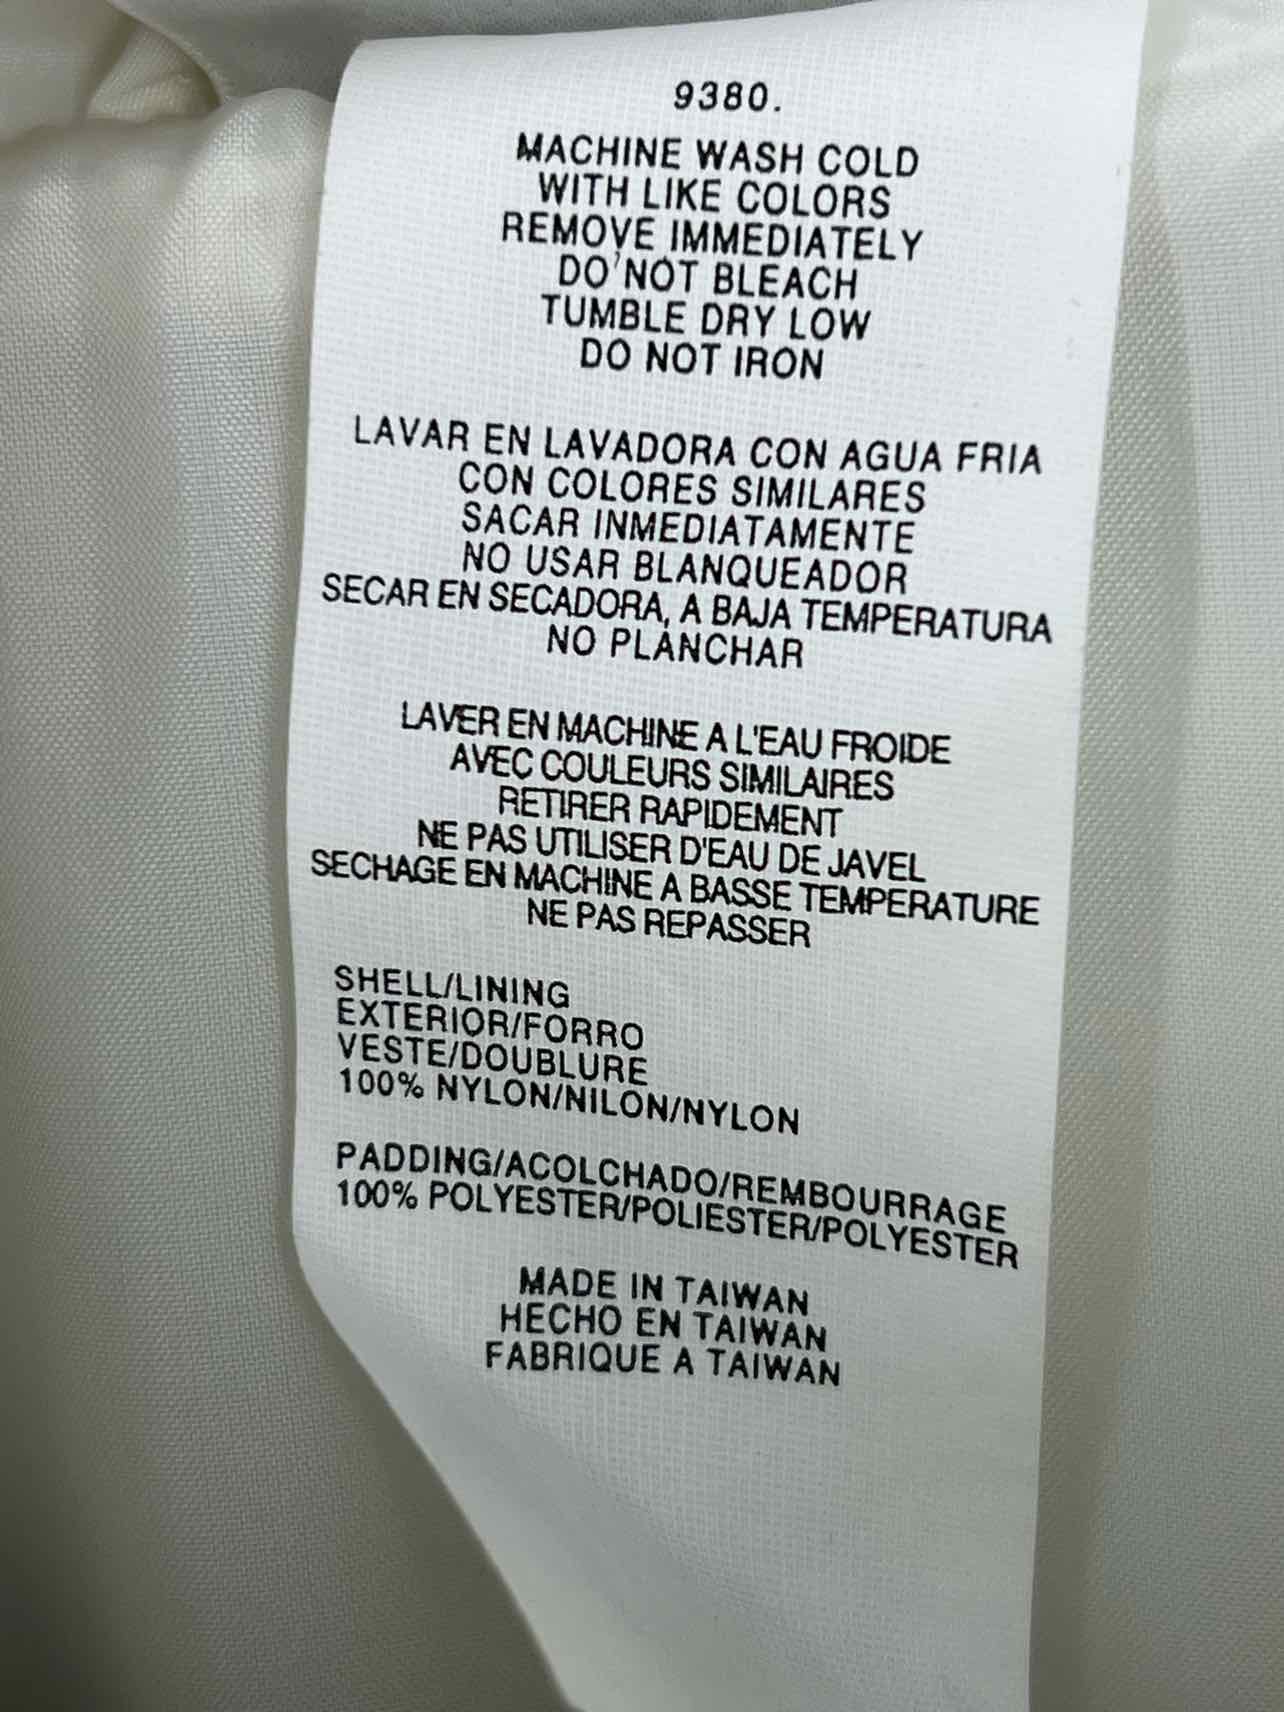 9380.
MACHINE WASH COLD
WITH LIKE COLORS
REMOVE IMMEDIATELY
DO NOT BLEACH
TUMBLE DRY LOW
DO NOT IRON
LAVAR EN LAVADORA CON AGUA FRIA
CON COLORES SIMILARES
SACAR INMEDIATAMENTE
NO USAR BLANQUEADOR
SECAR EN SECADORA, A BAJA TEMPERATURA
NO PLANCHAR
LAVER EN MACHINE A L'EAU FROIDE
AVEC COULEURS SIMILAIRES
RETIRER RAPIDEMENT
NE PAS UTILISER D'EAU DE JAVEL
SECHAGE EN MACHINE A BASSE TEMPERATURE
NE PAS REPASSER
SHELL/LINING
EXTERIOR/FORRO
VESTE/DOUBLURE
100% NYLON/NILON/NYLON
PADDING/ACOLCHADO/REMBOURRAGE
100% POLYESTER/POLIESTER/POLYESTER
MADE IN TAIWAN
HECHO EN TAIWAN
FABRIQUE A TAIWAN